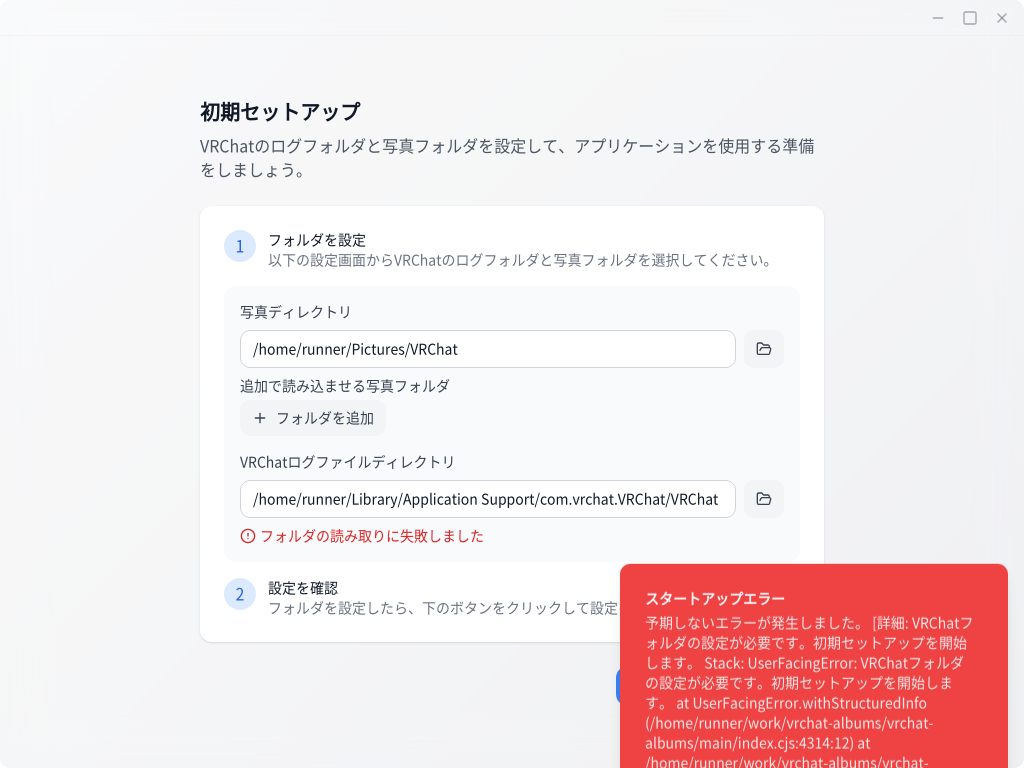 初期セットアップ
VRChatのログフォルダと写真フォルダを設定して、アプリケーションを使用する準備
をしましょう。
1
フォルダを設定
以下の設定画面からVRChatのログフォルダと写真フォルダを選択してください。
写真ディレクトリ
/home/runner/Pictures/VRChat
追加で読み込ませる写真フォルダ
+ フォルダを追加
VRChatログファイルディレクトリ
/home/runner/Library/Application Support/com.vrchat.VRChat/VRChat
フォルダの読み取りに失敗しました
2
設定を確認
フォルダを設定したら、下のボタンをクリックして設定
スタートアップエラー
予期しないエラーが発生しました。 [詳細: VRChatフ
ォルダの設定が必要です。初期セットアップを開始
します。 Stack: UserFacingError: VRChatフォルダ
の設定が必要です。初期セットアップを開始しま
す。 at UserFacingError.withStructuredInfo
(/home/runner/work/vrchat-albums/vrchat-
albums/main/index.cjs:4314:12) at
/home/runner/work/vrchat-albums/vrchat-